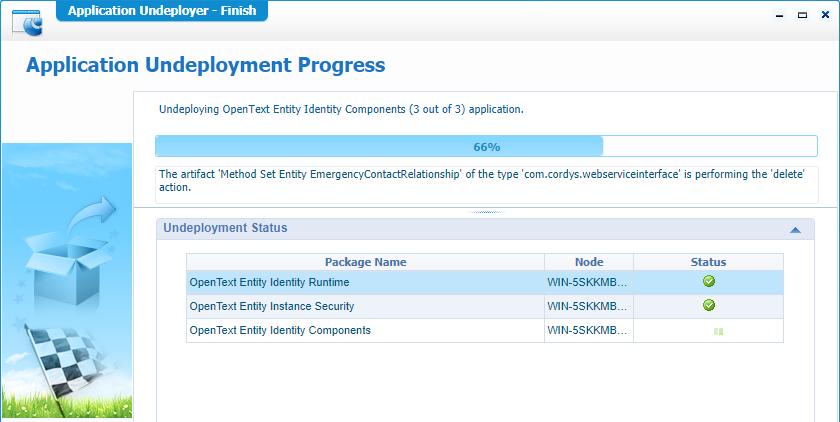 Application Undeployer - Finish
Application Undeployment Progress
Undeploying OpenText Entity Identity Components (3 out of 3) application.
66%
The artifact 'Method Set Entity EmergencyContactRelationship' of the type 'com.cordys.webserviceinterface' is performing the 'delete'
action.
Undeployment Status
Package Name Node Status
OpenText Entity Identity Runtime WIN-5SKKMB...
OpenText Entity Instance Security WIN-5SKKMB...
OpenText Entity Identity Components WIN-5SKKMB...